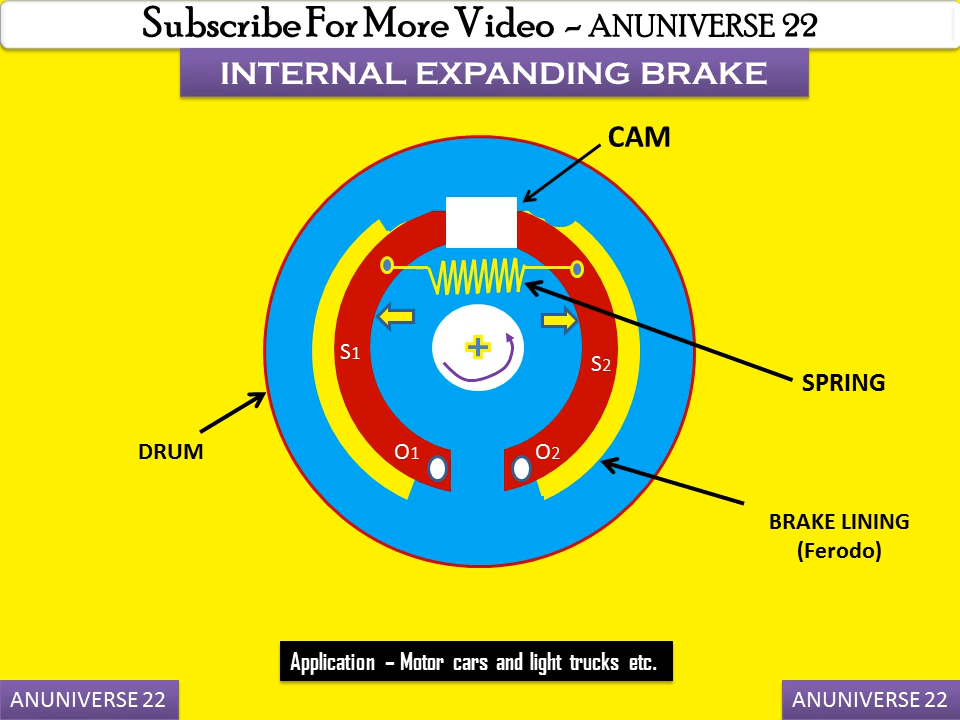 Subscribe For More Video - ANUNIVERSE 22
INTERNAL EXPANDING BRAKE
CAM
S1
S2
SPRING
O1
O2
DRUM
BRAKE LINING
(Ferodo)
Application – Motor cars and light trucks etc.
ANUNIVERSE 22
ANUNIVERSE 22